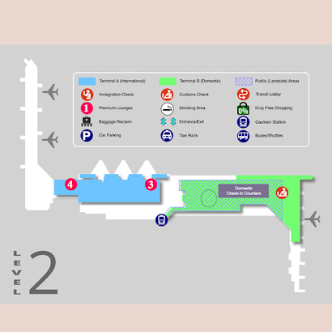 Terminal A (International)
Terminal B (Domestic)
Public (Landside) Areas
Immigration Check
Customs Check
Transit Lobby
1
Premium Lounges
Smoking Area
0%
Duty Free Shopping
Baggage Reclaim
Entrance/Exit
Gautrain Station
P
Car Parking
Taxi Rank
Buses/Shuttles
4
3
Domestic
Check-in Counters
LEVEL
2